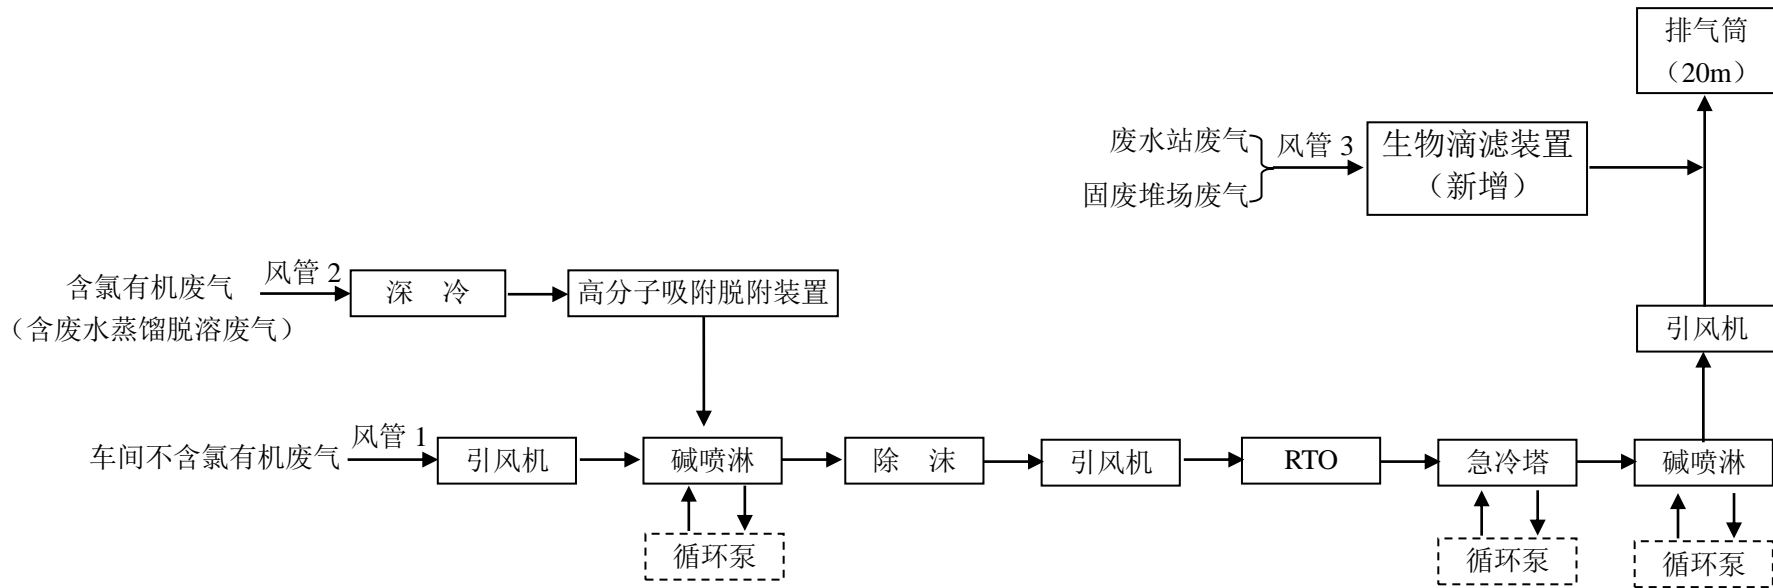 排气筒
（20m）
废水站废气
固废堆场废气
风管 3
生物滴滤装置
（新增）
含氯有机废气
（含废水蒸馏脱溶废气）
风管 2
深　冷
高分子吸附脱附装置
引风机
车间不含氯有机废气
风管 1
引风机
碱喷淋
除　沫
引风机
RTO
急冷塔
碱喷淋
循环泵
循环泵
循环泵